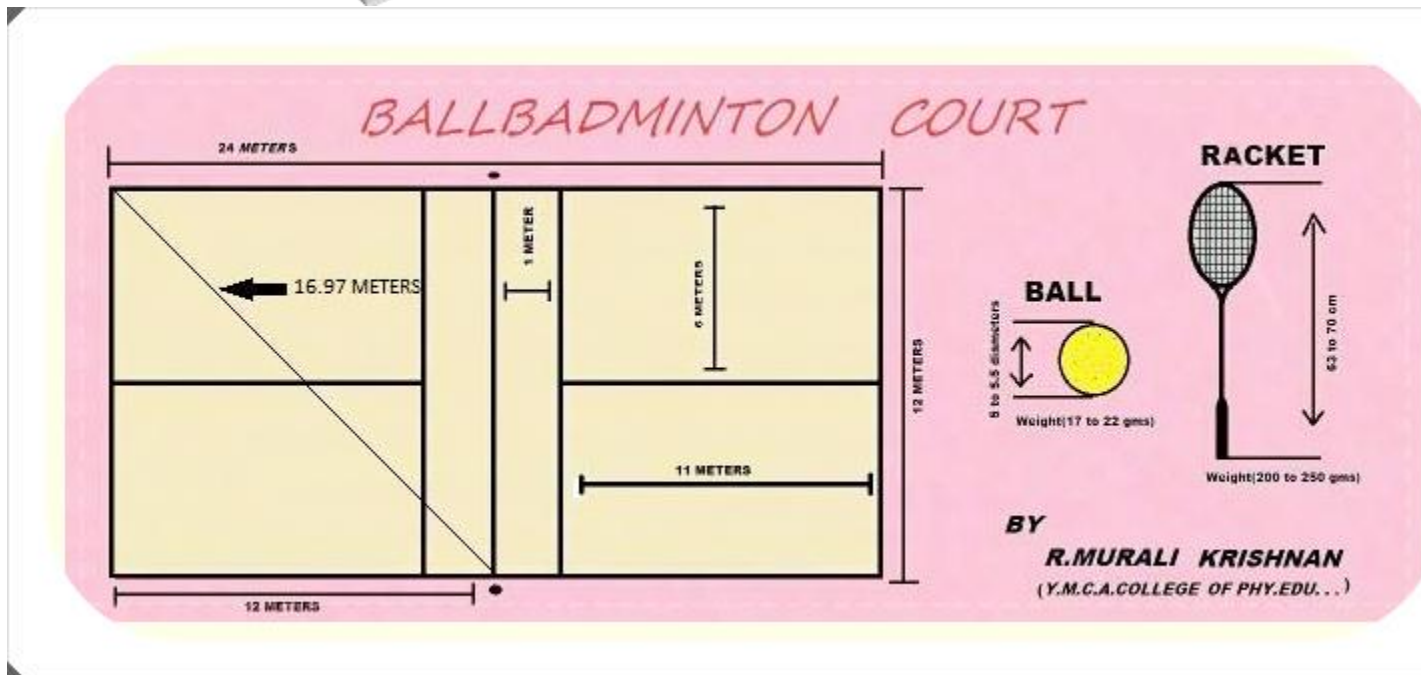 BALLBADMINTON COURT
24 METERS
RACKET
1 METER
6 METERS
16.97 METERS
BALL
5 to 5.5 diameters
63 to 70 cm
12 METERS
Weight(17 to 22 gms)
11 METERS
Weight(200 to 250 gms)
BY
R.MURALI KRISHNAN
(Y.M.C.A.COLLEGE OF PHY.EDU...)
12 METERS